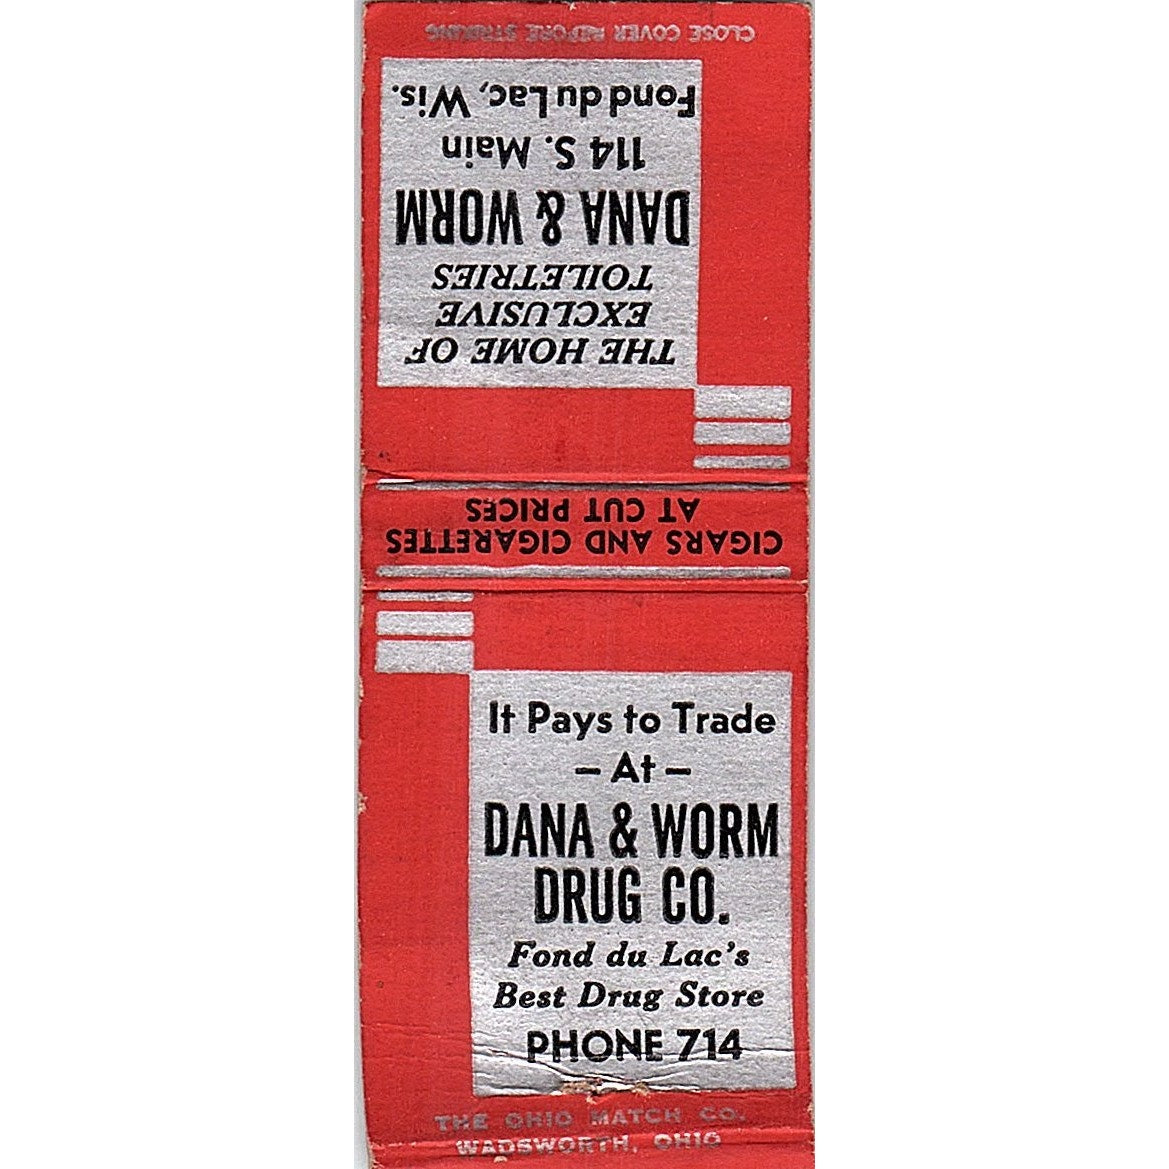 It Pays to Trade
– At –
DANA & WORM
DRUG CO.
Fond du Lac's
Best Drug Store
PHONE 714
THE OHIO MATCH CO.
WADSWORTH, OHIO
CIGARS AND CIGARETTES
AT CUT PRICES
THE HOME OF
EXCLUSIVE
TOILETRIES
DANA & WORM
114 S. Main
Fond du Lac, Wis.
CLOSE COVER BEFORE STRIKING